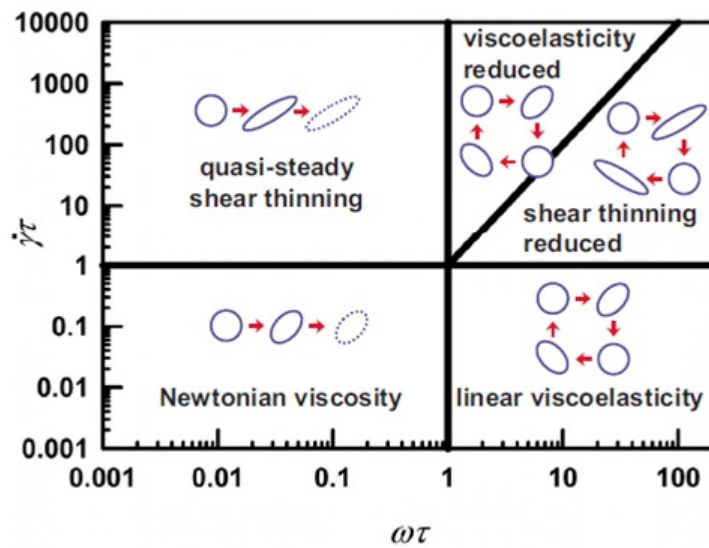 10000
1000
100
10
1
0.1
0.01
0.001
γ̇τ
viscoelasticity
reduced
quasi-steady
shear thinning
shear thinning
reduced
Newtonian viscosity
linear viscoelasticity
0.001
0.01
0.1
1
10
100
ωτ